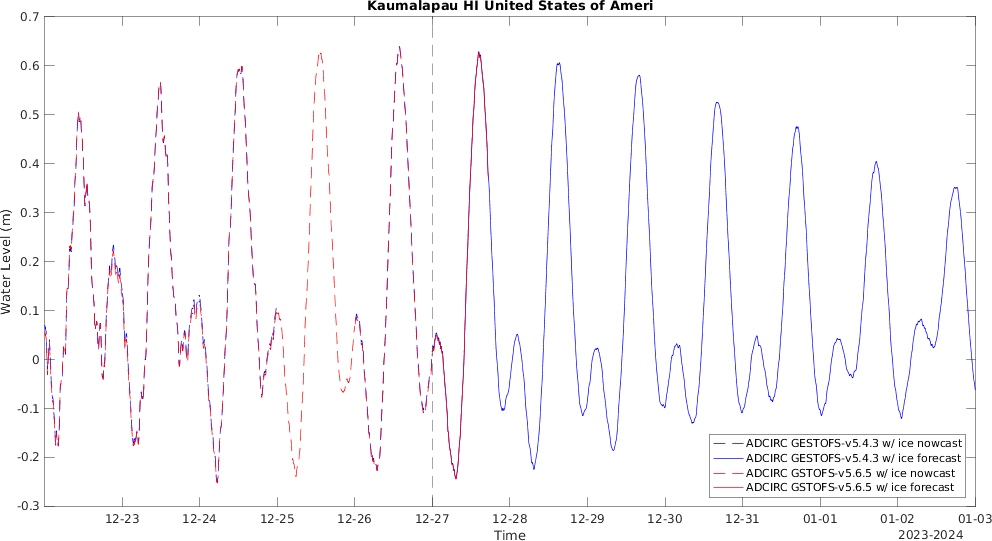 Kaumalapau HI United States of Ameri
0.7
0.6
0.5
0.4
0.3
0.2
0.1
0
-0.1
-0.2
-0.3
Water Level (m)
ADCIRC GESTOFS-v5.4.3 w/ ice nowcast
ADCIRC GESTOFS-v5.4.3 w/ ice forecast
ADCIRC GSTOFS-v5.6.5 w/ ice nowcast
ADCIRC GSTOFS-v5.6.5 w/ ice forecast
12-23 12-24 12-25 12-26 12-27 12-28 12-29 12-30 12-31 01-01 01-02 01-03
Time
2023-2024